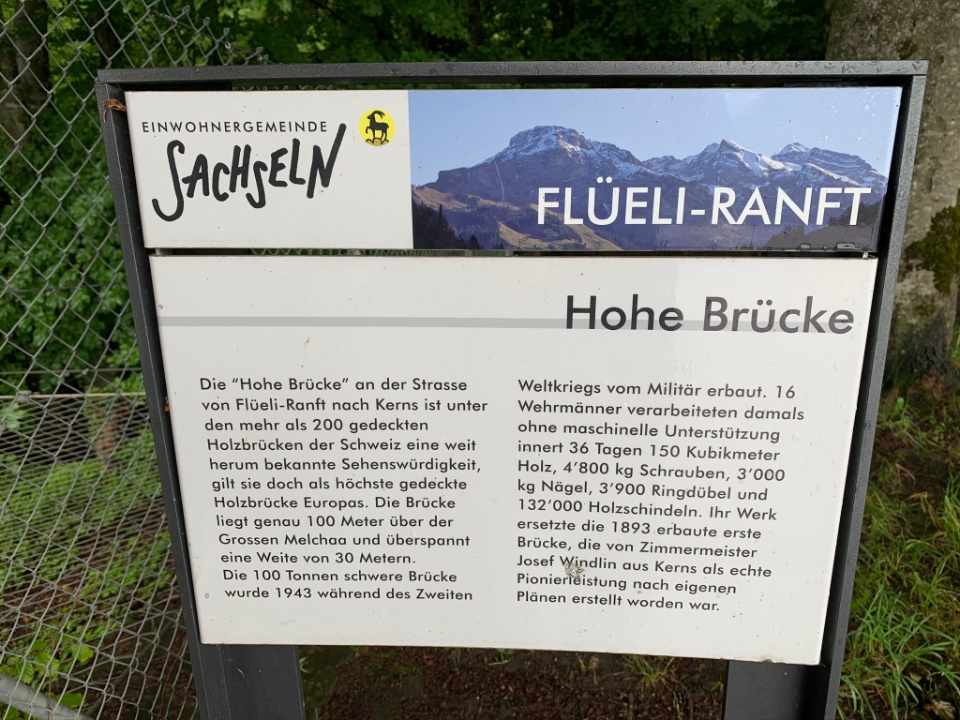 EINWOHNERGEMEINDE
SACHSELN
FLÜELI-RANFT
Hohe Brücke
Die "Hohe Brücke" an der Strasse
von Flüeli-Ranft nach Kerns ist unter
den mehr als 200 gedeckten
Holzbrücken der Schweiz eine weit
herum bekannte Sehenswürdigkeit,
gilt sie doch als höchste gedeckte
Holzbrücke Europas. Die Brücke
liegt genau 100 Meter über der
Grossen Melchaa und überspannt
eine Weite von 30 Metern.
Die 100 Tonnen schwere Brücke
wurde 1943 während des Zweiten
Weltkriegs vom Militär erbaut. 16
Wehrmänner verarbeiteten damals
ohne maschinelle Unterstützung
innert 36 Tagen 150 Kubikmeter
Holz, 4'800 kg Schrauben, 3'000
kg Nägel, 3'900 Ringdübel und
132'000 Holzschindeln. Ihr Werk
ersetzte die 1893 erbaute erste
Brücke, die von Zimmermeister
Josef Windlin aus Kerns als echte
Pionierleistung nach eigenen
Plänen erstellt worden war.